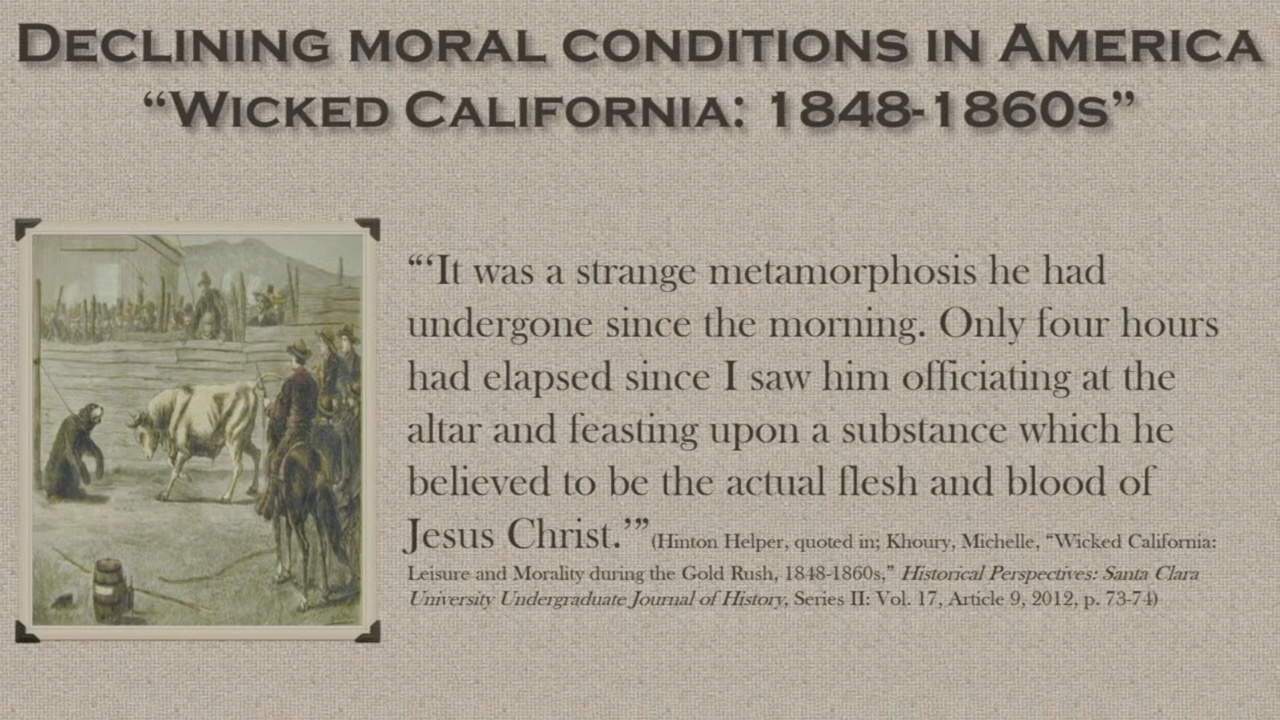 Declining moral conditions in America
“Wicked California: 1848-1860s”
“‘It was a strange metamorphosis he had
undergone since the morning. Only four hours
had elapsed since I saw him officiating at the
altar and feasting upon a substance which he
believed to be the actual flesh and blood of
Jesus Christ.’” (Hinton Helper, quoted in; Khoury, Michelle, “Wicked California:
Leisure and Morality during the Gold Rush, 1848-1860s,” Historical Perspectives: Santa Clara
University Undergraduate Journal of History, Series II: Vol. 17, Article 9, 2012, p. 73-74)